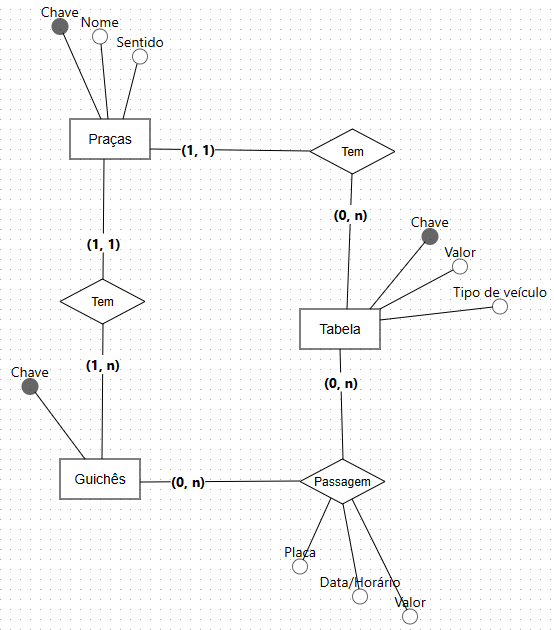 Chave
Nome
Sentido
Praças
(1, 1)
Tem
(0, n)
Chave
(1, 1)
Valor
Tipo de veículo
Tem
Tabela
(1, n)
Chave
(0, n)
Guichês
(0, n)
Passagem
Placa
Data/Horário
Valor